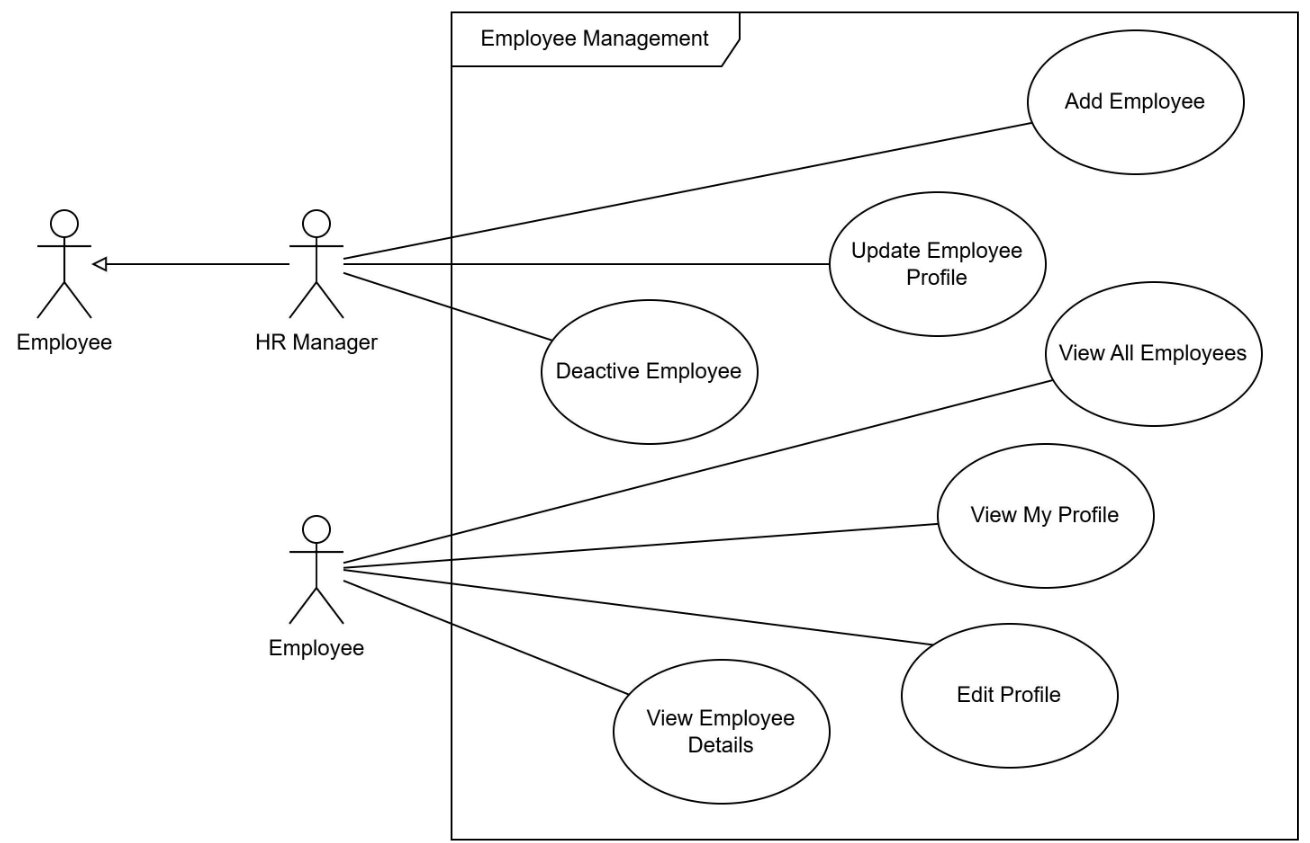 Employee Management
Add Employee
Update Employee
Profile
Employee
HR Manager
View All Employees
Deactive Employee
View My Profile
Employee
Edit Profile
View Employee
Details